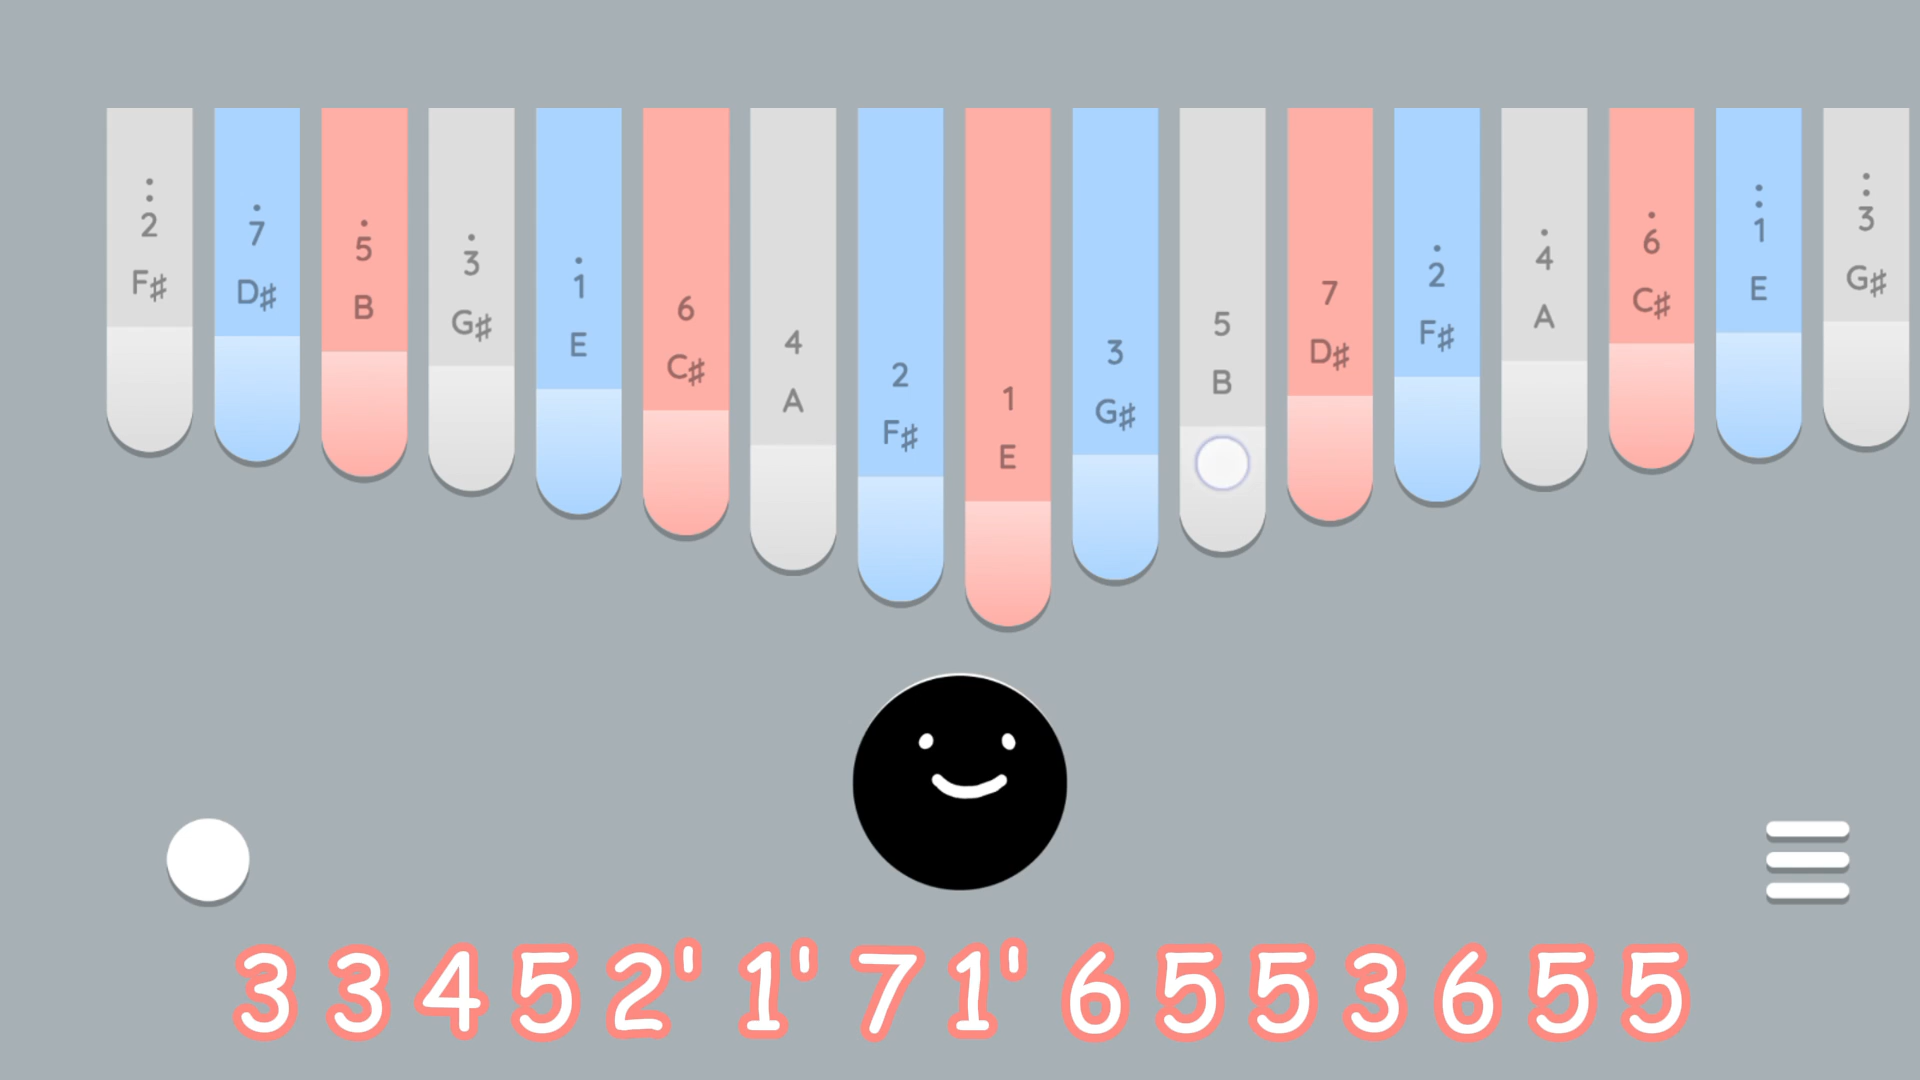 2̈ 7̇ 5̇ 3̇ 1̇ 6 4 2 1 3 5 7 2̇ 4̇ 6̇ 1̈ 3̈
F♯ D♯ B G♯ E C♯ A F♯ E G♯ B D♯ F♯ A C♯ E G♯
3 3 4 5 2' 1' 7 1' 6 5 5 3 6 5 5